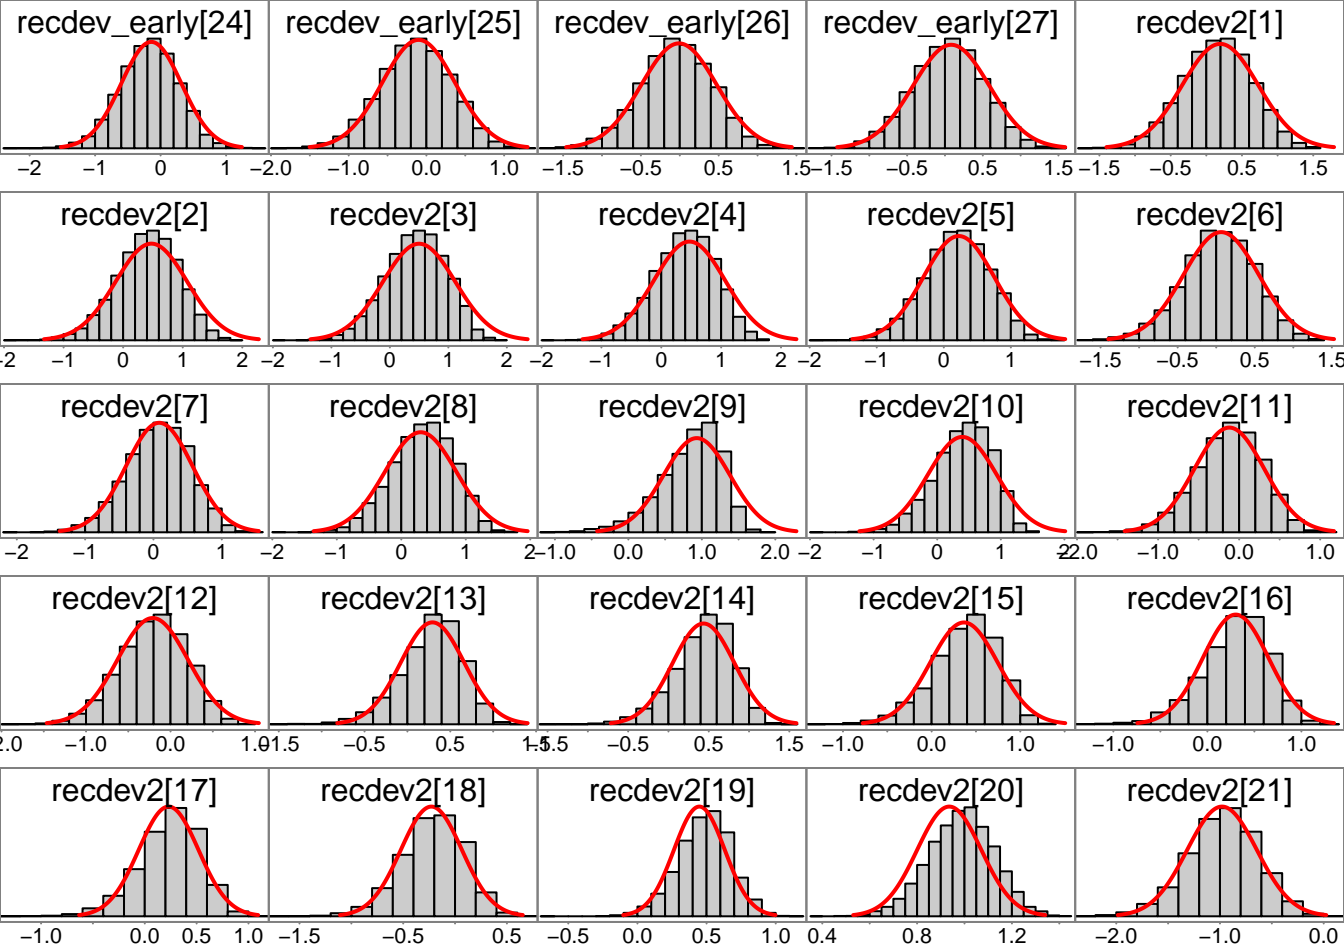 recdev_early[24] recdev_early[25] recdev_early[26] recdev_early[27] recdev2[1]
−2 −1 0 1 −2.0 −1.0 0.0 1.0 −1.5 −0.5 0.5 1.5 −1.5 −0.5 0.5 1.5 −1.5 −0.5 0.5 1.5
recdev2[2] recdev2[3] recdev2[4] recdev2[5] recdev2[6]
−2 −1 0 1 2 −2 −1 0 1 2 −2 −1 0 1 2 −2 −1 0 1 −1.5 −0.5 0.5 1.5
recdev2[7] recdev2[8] recdev2[9] recdev2[10] recdev2[11]
−2 −1 0 1 −2 −1 0 1 2 −1.0 0.0 1.0 2.0 −2 −1 0 1 2 −2.0 −1.0 0.0 1.0
recdev2[12] recdev2[13] recdev2[14] recdev2[15] recdev2[16]
−2.0 −1.0 0.0 1.0 −1.5 −0.5 0.5 −0.5 0.5 1.5 −1.0 0.0 1.0 −1.0 0.0 1.0
recdev2[17] recdev2[18] recdev2[19] recdev2[20] recdev2[21]
−1.0 0.0 0.5 1.0 −1.5 −0.5 0.5 −0.5 0.0 0.5 1.0 0.4 0.8 1.2 −2.0 −1.0 0.0